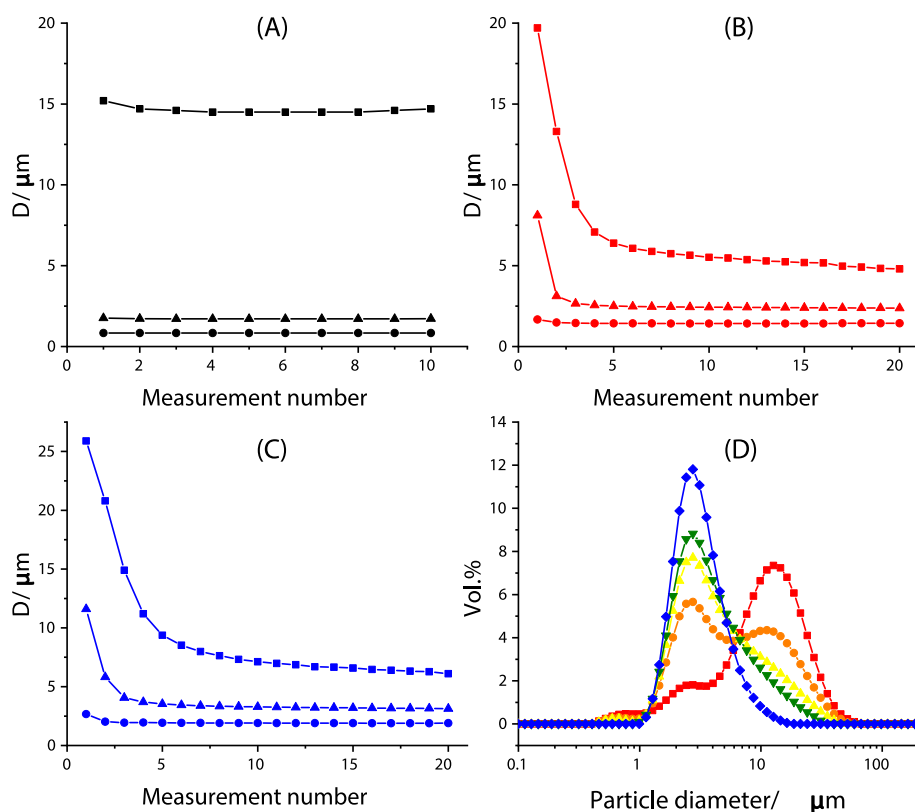 (A)
20
15
10
5
0
D/ μm
0 2 4 6 8 10
Measurement number
(B)
20
15
10
5
0
D/ μm
0 5 10 15 20
Measurement number
(C)
25
20
15
10
5
0
D/ μm
0 5 10 15 20
Measurement number
(D)
14
12
10
8
6
4
2
0
Vol.%
0.1 1 10 100
Particle diameter/ μm